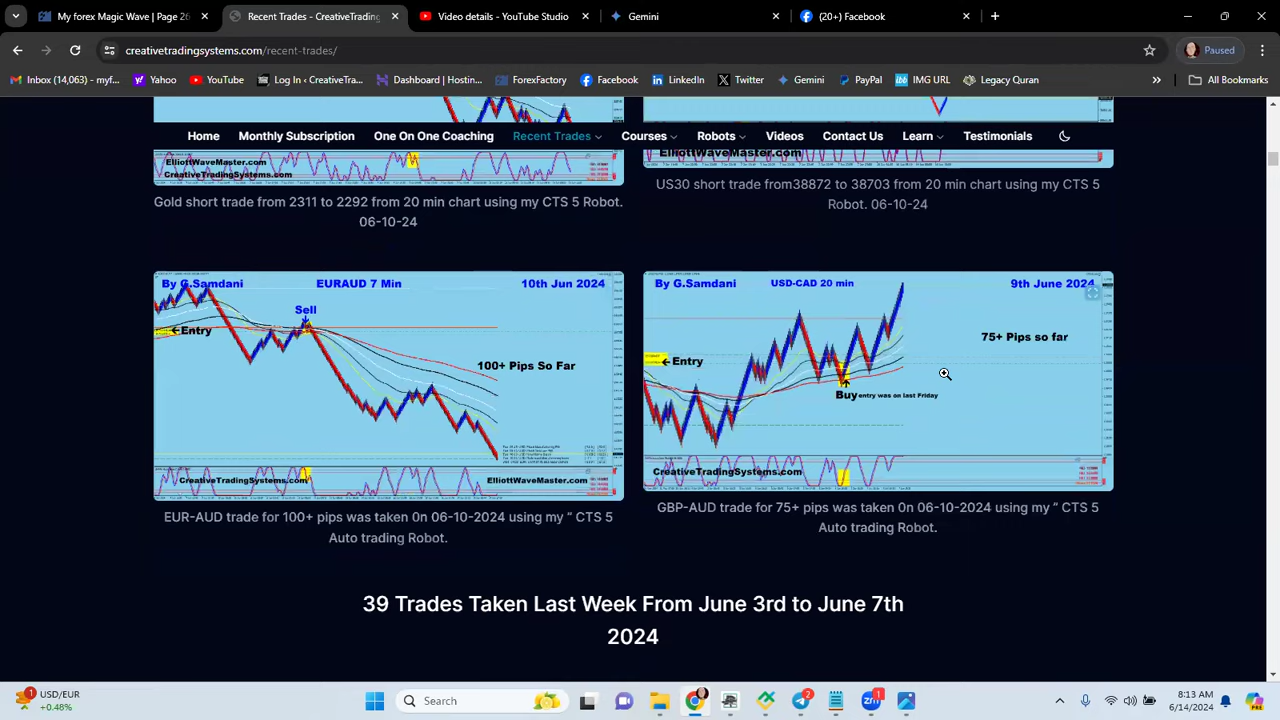 My forex Magic Wave | Page 26
Recent Trades - CreativeTrading
Video details - YouTube Studio
Gemini
(20+) Facebook
creativetradingsystems.com/recent-trades/
Paused
Inbox (14,063) - myf...
Yahoo
YouTube
Log In ‹ CreativeTra...
Dashboard | Hostin...
ForexFactory
Facebook
LinkedIn
Twitter
Gemini
PayPal
IMG URL
Legacy Quran
All Bookmarks
Home
Monthly Subscription
One On One Coaching
Recent Trades
Courses
Robots
Videos
Contact Us
Learn
Testimonials
ElliottWaveMaster.com
CreativeTradingSystems.com
ElliottWaveMaster.com
Gold short trade from 2311 to 2292 from 20 min chart using my CTS 5 Robot.
06-10-24
US30 short trade from38872 to 38703 from 20 min chart using my CTS 5
Robot. 06-10-24
By G.Samdani
EURAUD 7 Min
10th Jun 2024
Sell
Entry
100+ Pips So Far
CreativeTradingSystems.com
ElliottWaveMaster.com
By G.Samdani
USD-CAD 20 min
9th June 2024
75+ Pips so far
Entry
Buy entry was on last Friday
CreativeTradingSystems.com
EUR-AUD trade for 100+ pips was taken 0n 06-10-2024 using my “ CTS 5
Auto trading Robot.
GBP-AUD trade for 75+ pips was taken 0n 06-10-2024 using my “ CTS 5
Auto trading Robot.
39 Trades Taken Last Week From June 3rd to June 7th
2024
USD/EUR
+0.48%
Search
8:13 AM
6/14/2024